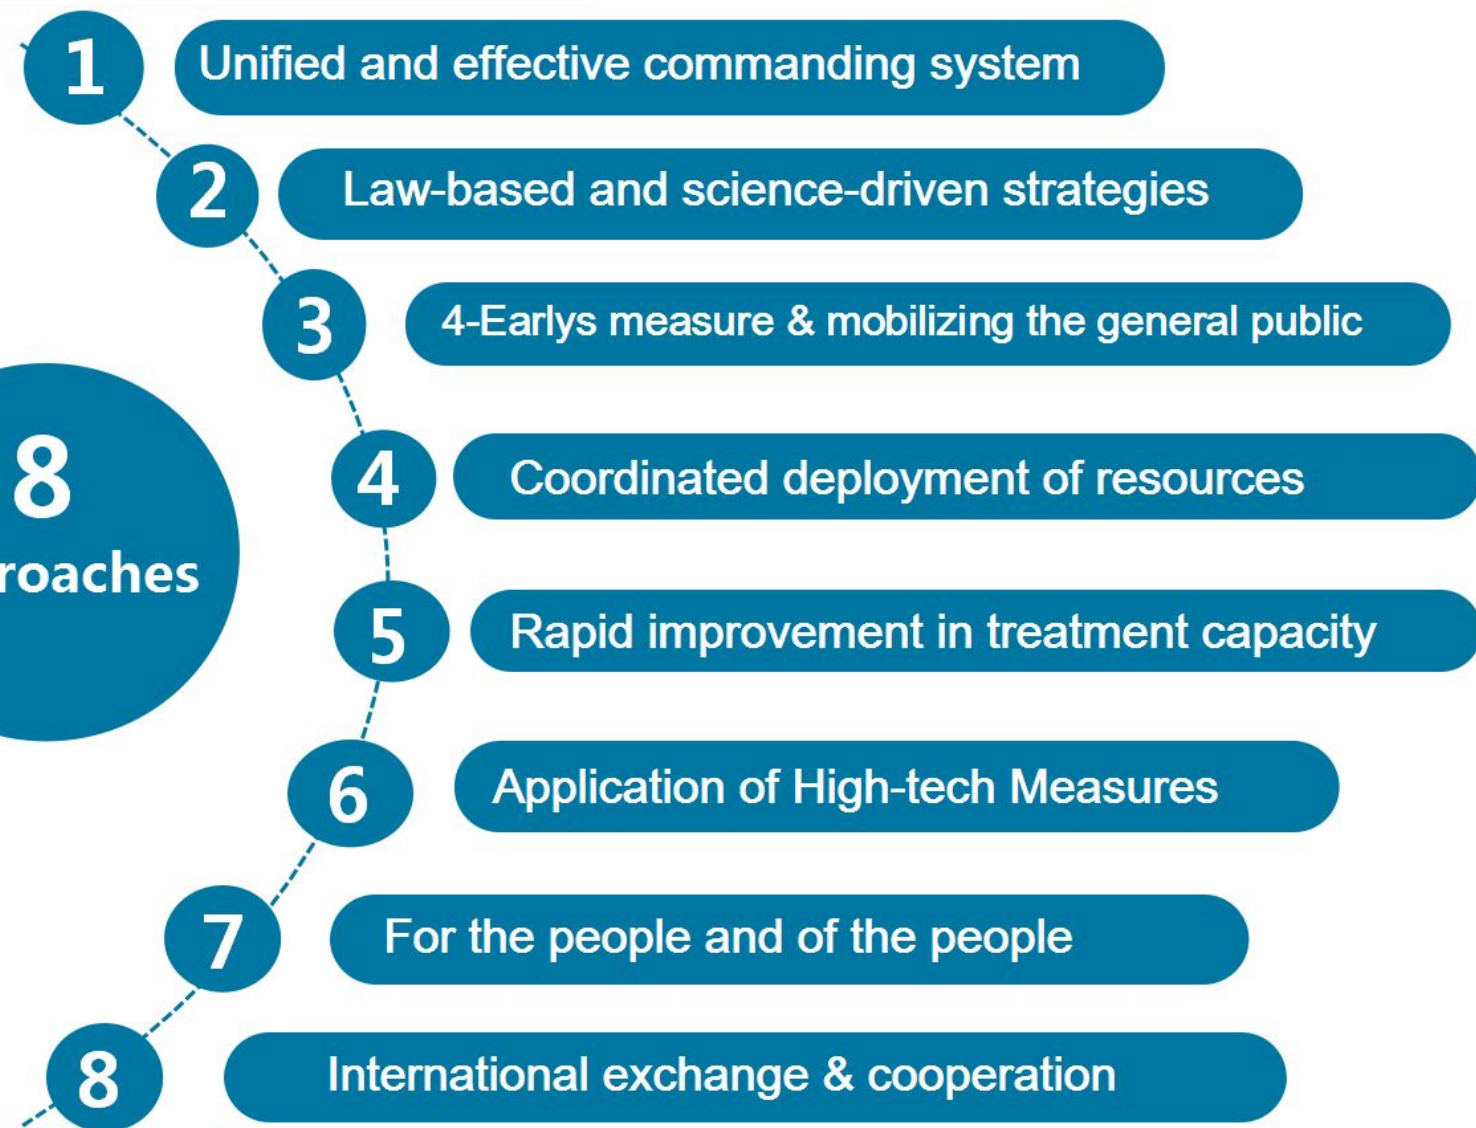 1 Unified and effective commanding system
2 Law-based and science-driven strategies
3 4-Earlys measure & mobilizing the general public
8
roaches
4 Coordinated deployment of resources
5 Rapid improvement in treatment capacity
6 Application of High-tech Measures
7 For the people and of the people
8 International exchange & cooperation